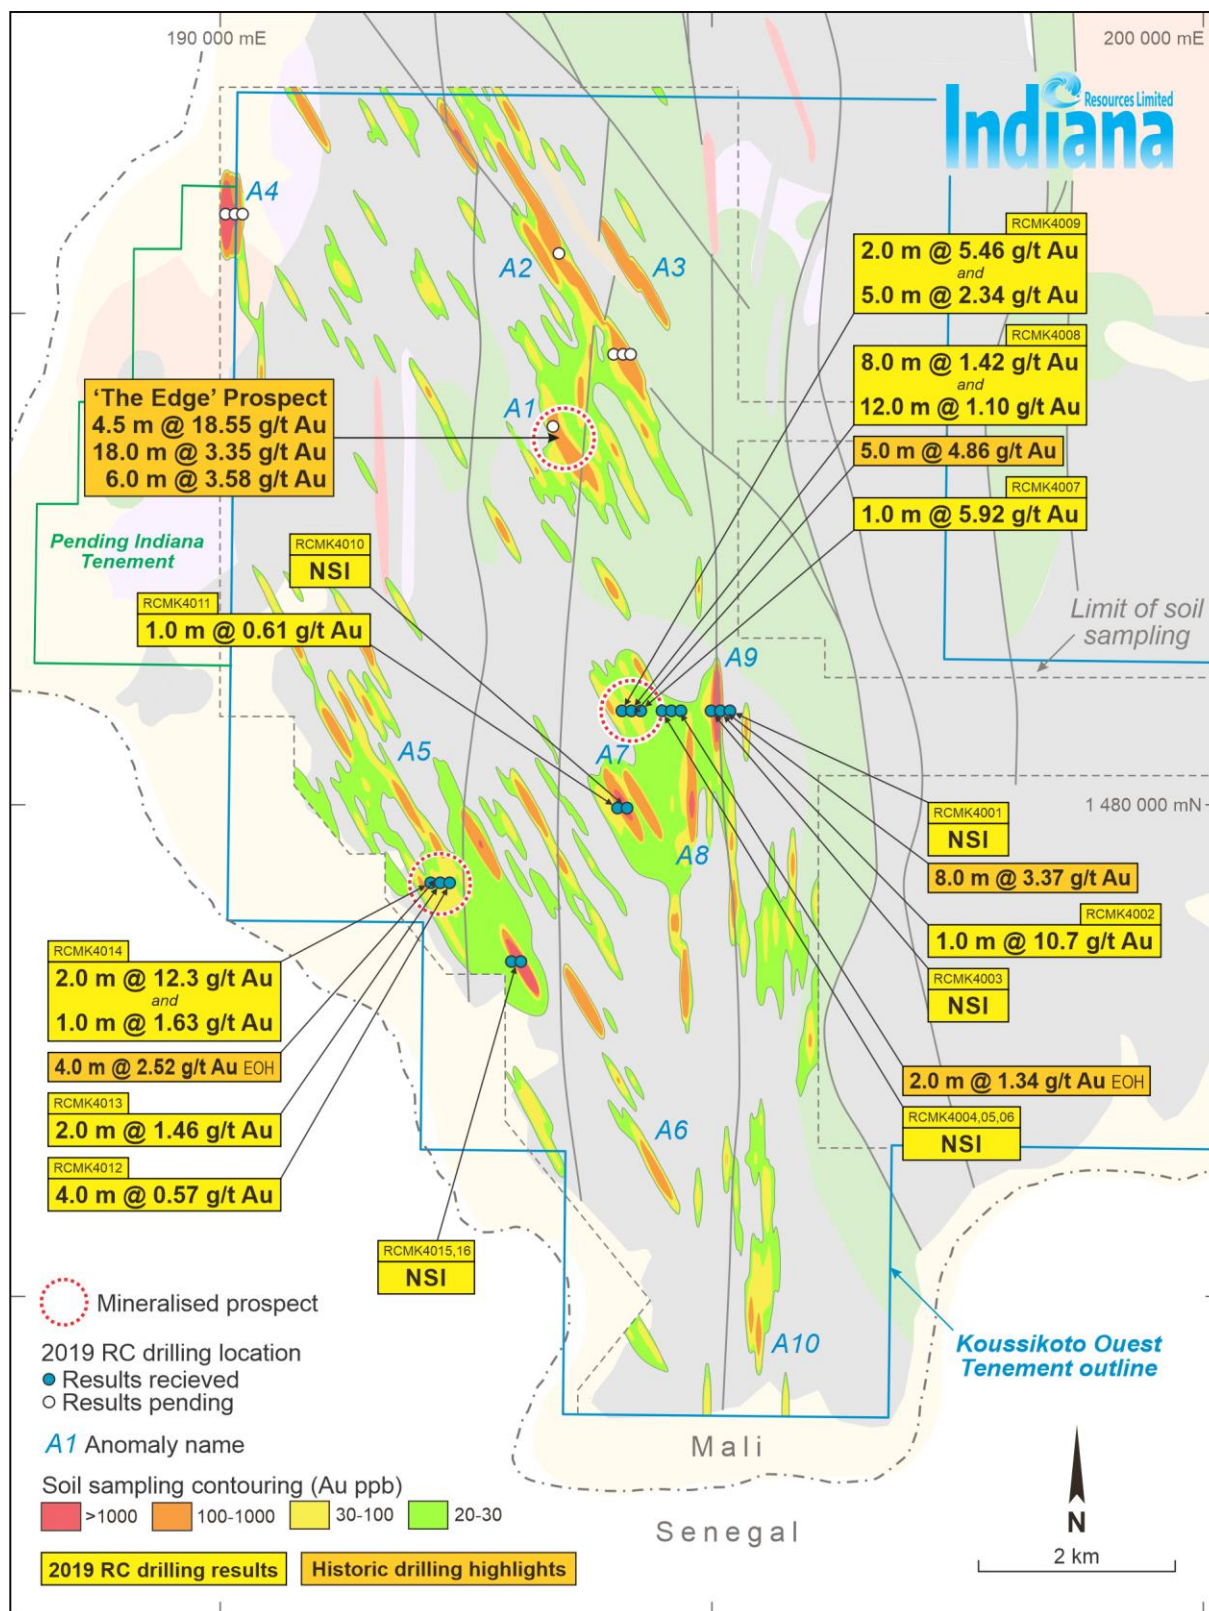 190 000 mE
200 000 mE
Indiana
Resources Limited
A4
A2
A3
RCMK4009
2.0 m @ 5.46 g/t Au
and
5.0 m @ 2.34 g/t Au
RCMK4008
8.0 m @ 1.42 g/t Au
and
12.0 m @ 1.10 g/t Au
'The Edge' Prospect
4.5 m @ 18.55 g/t Au
18.0 m @ 3.35 g/t Au
6.0 m @ 3.58 g/t Au
A1
5.0 m @ 4.86 g/t Au
RCMK4007
1.0 m @ 5.92 g/t Au
Pending Indiana
Tenement
RCMK4010
NSI
RCMK4011
1.0 m @ 0.61 g/t Au
Limit of soil
sampling
A9
A5
A7
1 480 000 mN
RCMK4001
NSI
A8
8.0 m @ 3.37 g/t Au
RCMK4002
1.0 m @ 10.7 g/t Au
RCMK4003
NSI
RCMK4014
2.0 m @ 12.3 g/t Au
and
1.0 m @ 1.63 g/t Au
4.0 m @ 2.52 g/t Au EOH
2.0 m @ 1.34 g/t Au EOH
RCMK4013
2.0 m @ 1.46 g/t Au
RCMK4004,05,06
NSI
A6
RCMK4012
4.0 m @ 0.57 g/t Au
RCMK4015,16
NSI
Mineralised prospect
2019 RC drilling location
Results recieved
Results pending
A1 Anomaly name
A10
Koussikoto Ouest
Tenement outline
Mali
Senegal
Soil sampling contouring (Au ppb)
>1000
100-1000
30-100
20-30
2019 RC drilling results
Historic drilling highlights
N
2 km